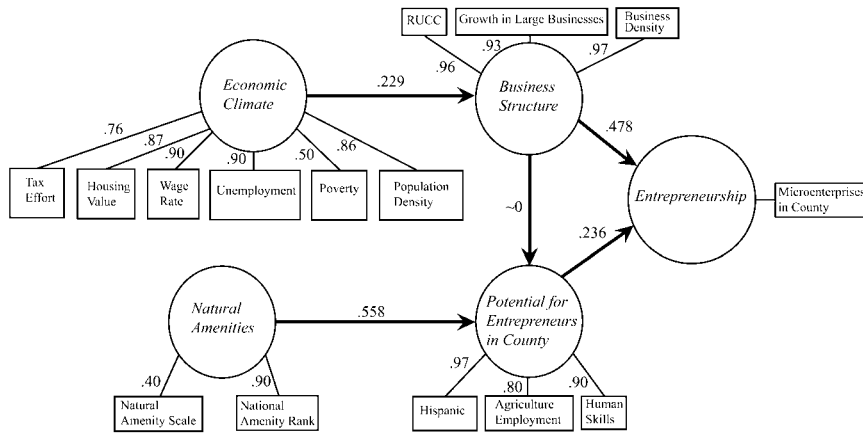 RUCC
Growth in Large Businesses
Business
Density
.96
.93
.97
Economic
Climate
.229
Business
Structure
.76
.87
.90
.90
.50
.86
.478
Tax
Effort
Housing
Value
Wage
Rate
Unemployment
Poverty
Population
Density
~0
Entrepreneurship
Microenterprises
in County
.236
Natural
Amenities
.558
Potential for
Entrepreneurs
in County
.40
.90
.97
.80
.90
Natural
Amenity Scale
National
Amenity Rank
Hispanic
Agriculture
Employment
Human
Skills